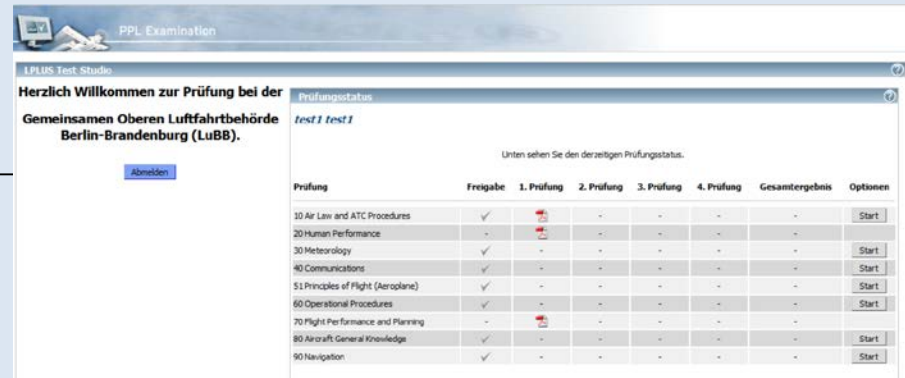 PPL Examination
LPLUS Test Studio
Herzlich Willkommen zur Prüfung bei der
Gemeinsamen Oberen Luftfahrtbehörde
Berlin-Brandenburg (LuBB).
Abmelden
Prüfungsstatus
test1 test1
Unten sehen Sie den derzeitigen Prüfungsstatus.
Prüfung Freigabe 1. Prüfung 2. Prüfung 3. Prüfung 4. Prüfung Gesamtergebnis Optionen
10 Air Law and ATC Procedures - - - - Start
20 Human Performance - - - - -
30 Meteorology - - - - - Start
40 Communications - - - - - Start
51 Principles of Flight (Aeroplane) - - - - - Start
60 Operational Procedures - - - - - Start
70 Flight Performance and Planning - - - - -
80 Aircraft General Knowledge - - - - - Start
90 Navigation - - - - - Start